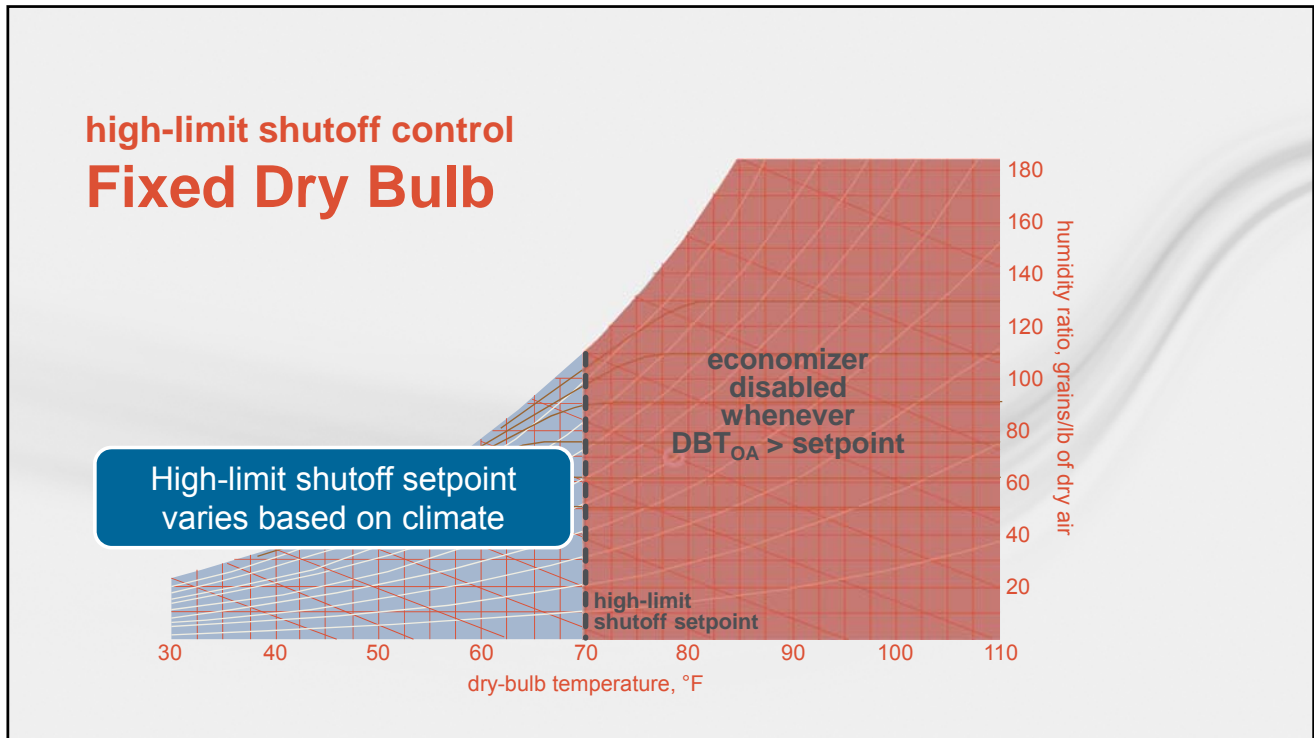 high-limit shutoff control
Fixed Dry Bulb
180
160
140
120
100
80
60
40
20
humidity ratio, grains/lb of dry air
economizer
disabled
whenever
DBTOA > setpoint
High-limit shutoff setpoint
varies based on climate
high-limit
shutoff setpoint
30 40 50 60 70 80 90 100 110
dry-bulb temperature, °F